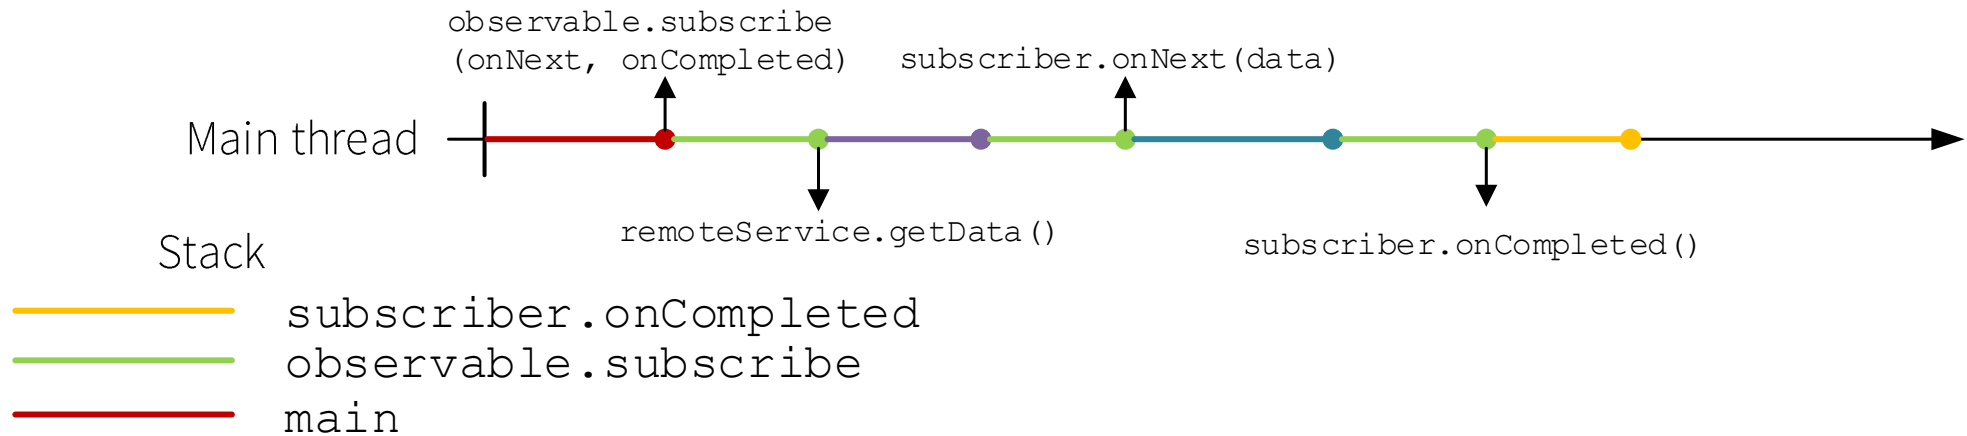 observable.subscribe
(onNext, onCompleted)
subscriber.onNext(data)
Main thread
remoteService.getData()
subscriber.onCompleted()
Stack
subscriber.onCompleted
observable.subscribe
main